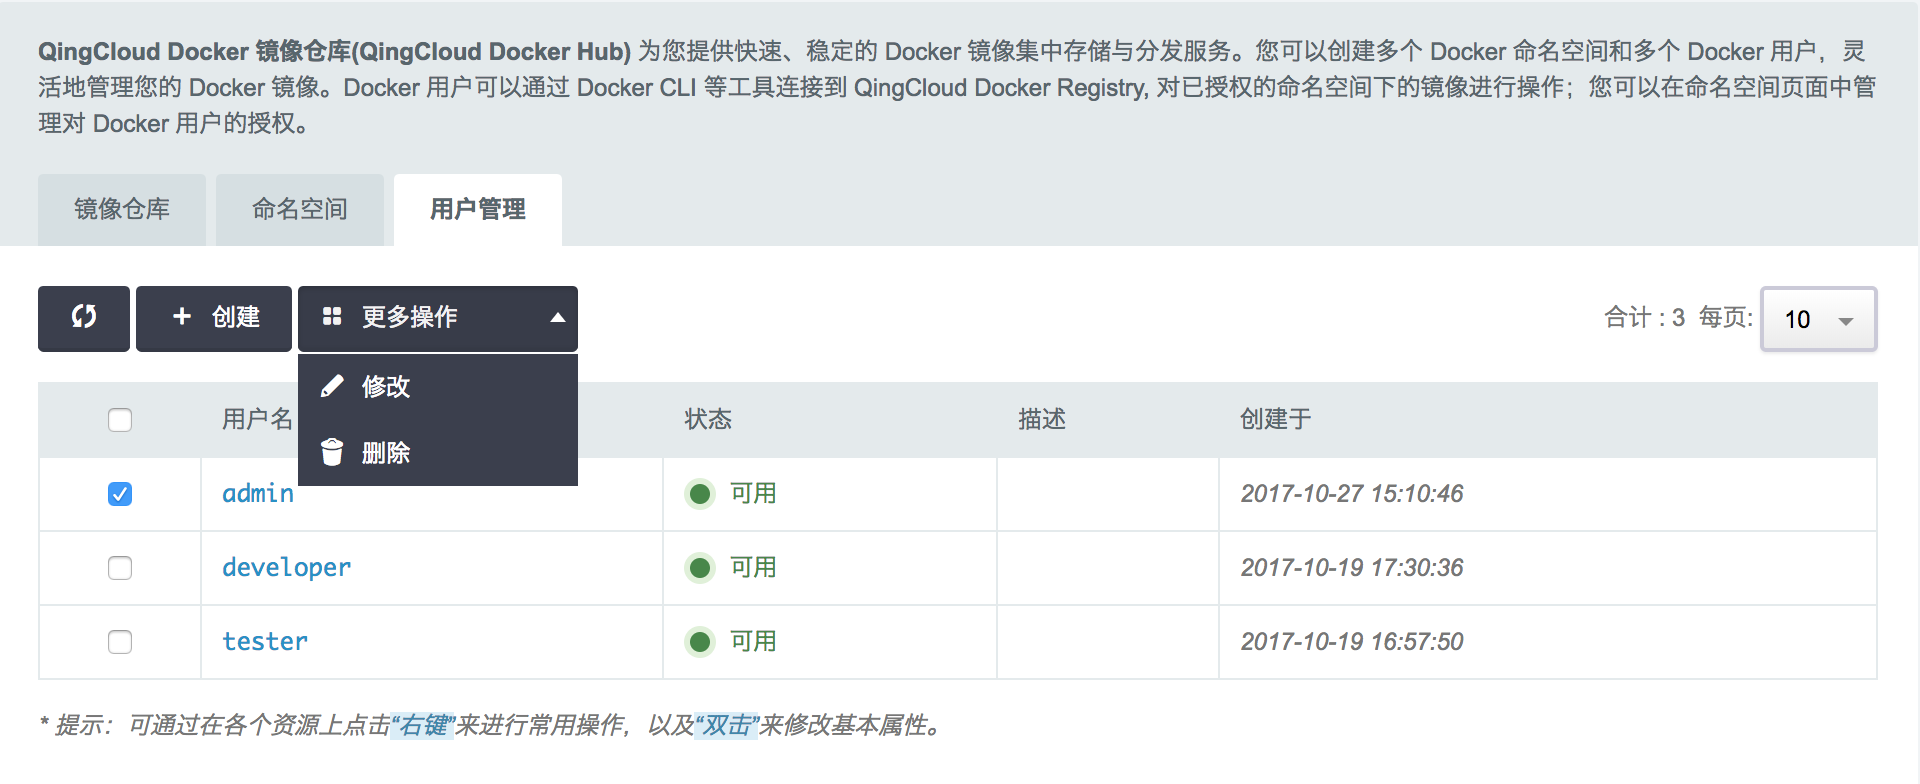 QingCloud Docker 镜像仓库(QingCloud Docker Hub) 为您提供快速、稳定的 Docker 镜像集中存储与分发服务。您可以创建多个 Docker 命名空间和多个 Docker 用户，灵
活地管理您的 Docker 镜像。Docker 用户可以通过 Docker CLI 等工具连接到 QingCloud Docker Registry, 对已授权的命名空间下的镜像进行操作；您可以在命名空间页面中管
理对 Docker 用户的授权。
镜像仓库 命名空间 用户管理
创建 更多操作 合计 : 3 每页: 10
修改
删除
用户名 状态 描述 创建于
admin 可用 2017-10-27 15:10:46
developer 可用 2017-10-19 17:30:36
tester 可用 2017-10-19 16:57:50
* 提示：可通过在各个资源上点击“右键”来进行常用操作，以及“双击”来修改基本属性。